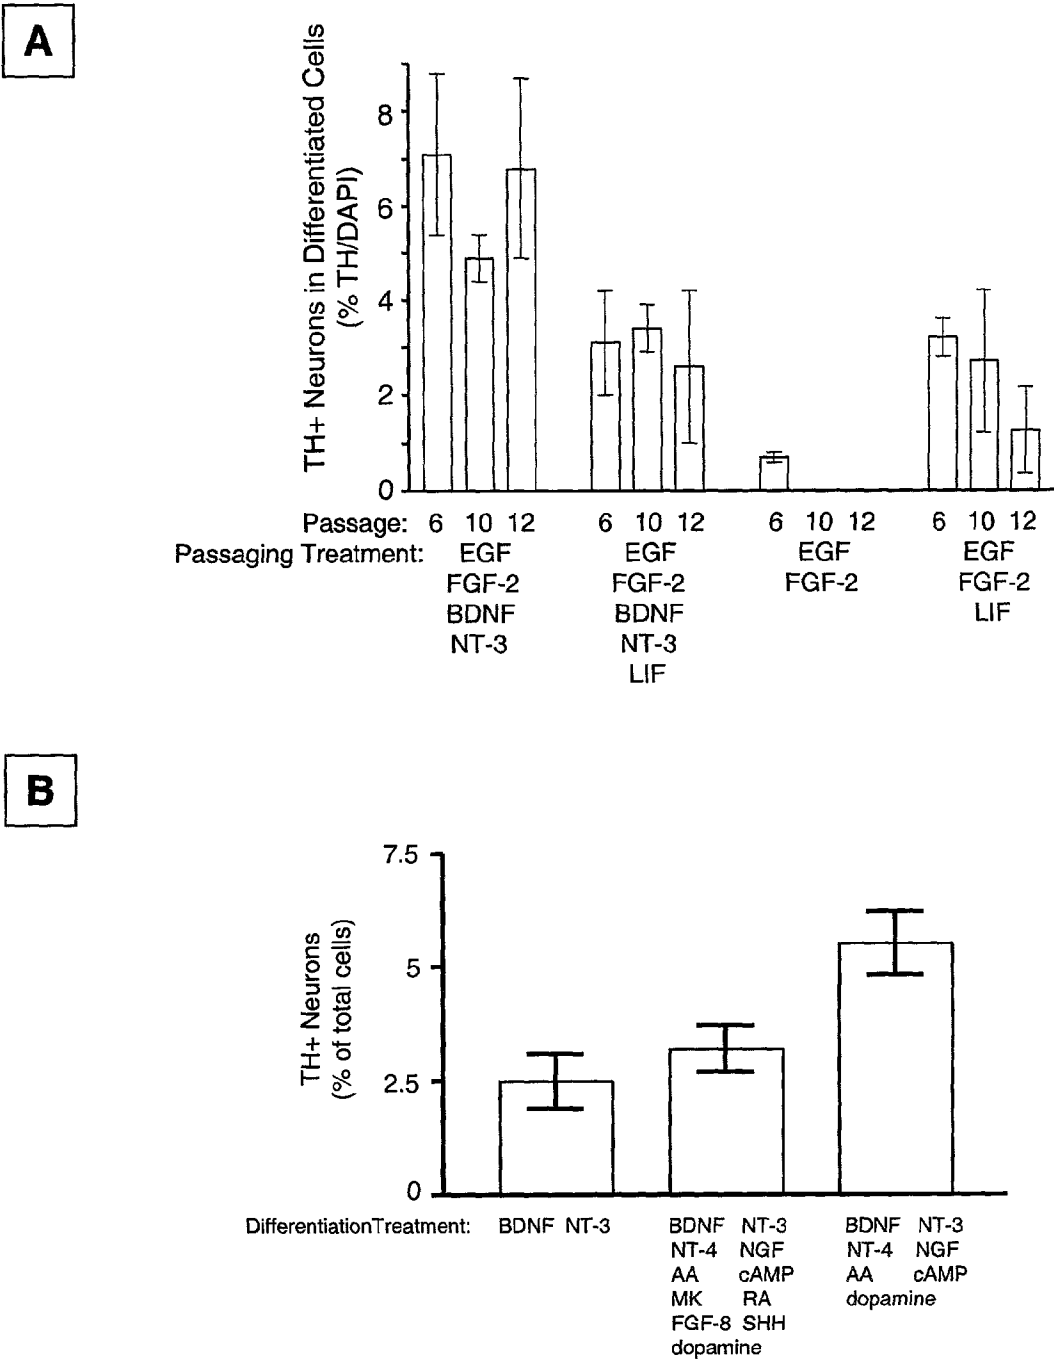 A
TH+ Neurons in Differentiated Cells
(% TH/DAPI)
8
6
4
2
0
Passage: 6 10 12 6 10 12 6 10 12 6 10 12
Passaging Treatment: EGF EGF EGF EGF
FGF-2 FGF-2 FGF-2 FGF-2
BDNF BDNF LIF
NT-3 NT-3
LIF
B
TH+ Neurons
(% of total cells)
7.5
5
2.5
0
DifferentiationTreatment: BDNF NT-3 BDNF NT-3 BDNF NT-3
NT-4 NGF NT-4 NGF
AA cAMP AA cAMP
MK RA dopamine
FGF-8 SHH
dopamine